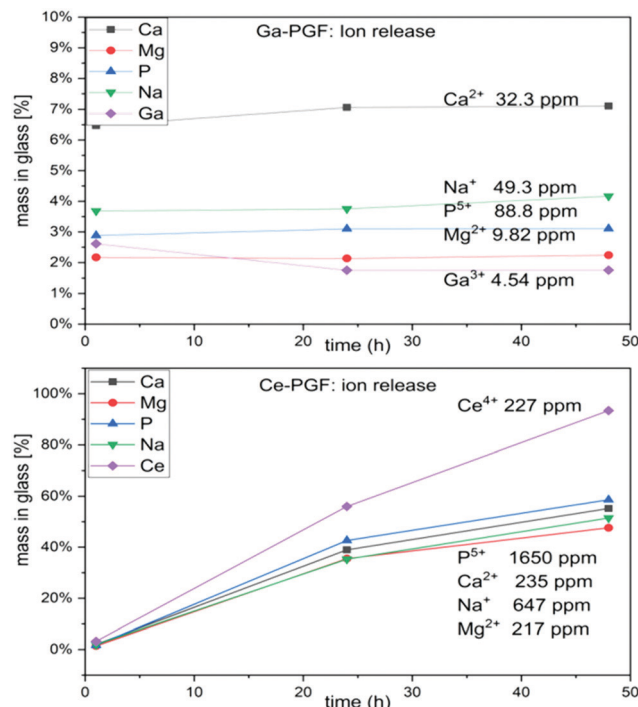 Ga-PGF: Ion release
Ca
Mg
P
Na
Ga
mass in glass [%]
10%
9%
8%
7%
6%
5%
4%
3%
2%
1%
0%
Ca²⁺ 32.3 ppm
Na⁺ 49.3 ppm
P⁵⁺ 88.8 ppm
Mg²⁺ 9.82 ppm
Ga³⁺ 4.54 ppm
0 10 20 30 40 50
time (h)
Ce-PGF: ion release
Ca
Mg
P
Na
Ce
mass in glass [%]
100%
80%
60%
40%
20%
0%
Ce⁴⁺ 227 ppm
P⁵⁺ 1650 ppm
Ca²⁺ 235 ppm
Na⁺ 647 ppm
Mg²⁺ 217 ppm
0 10 20 30 40 50
time (h)